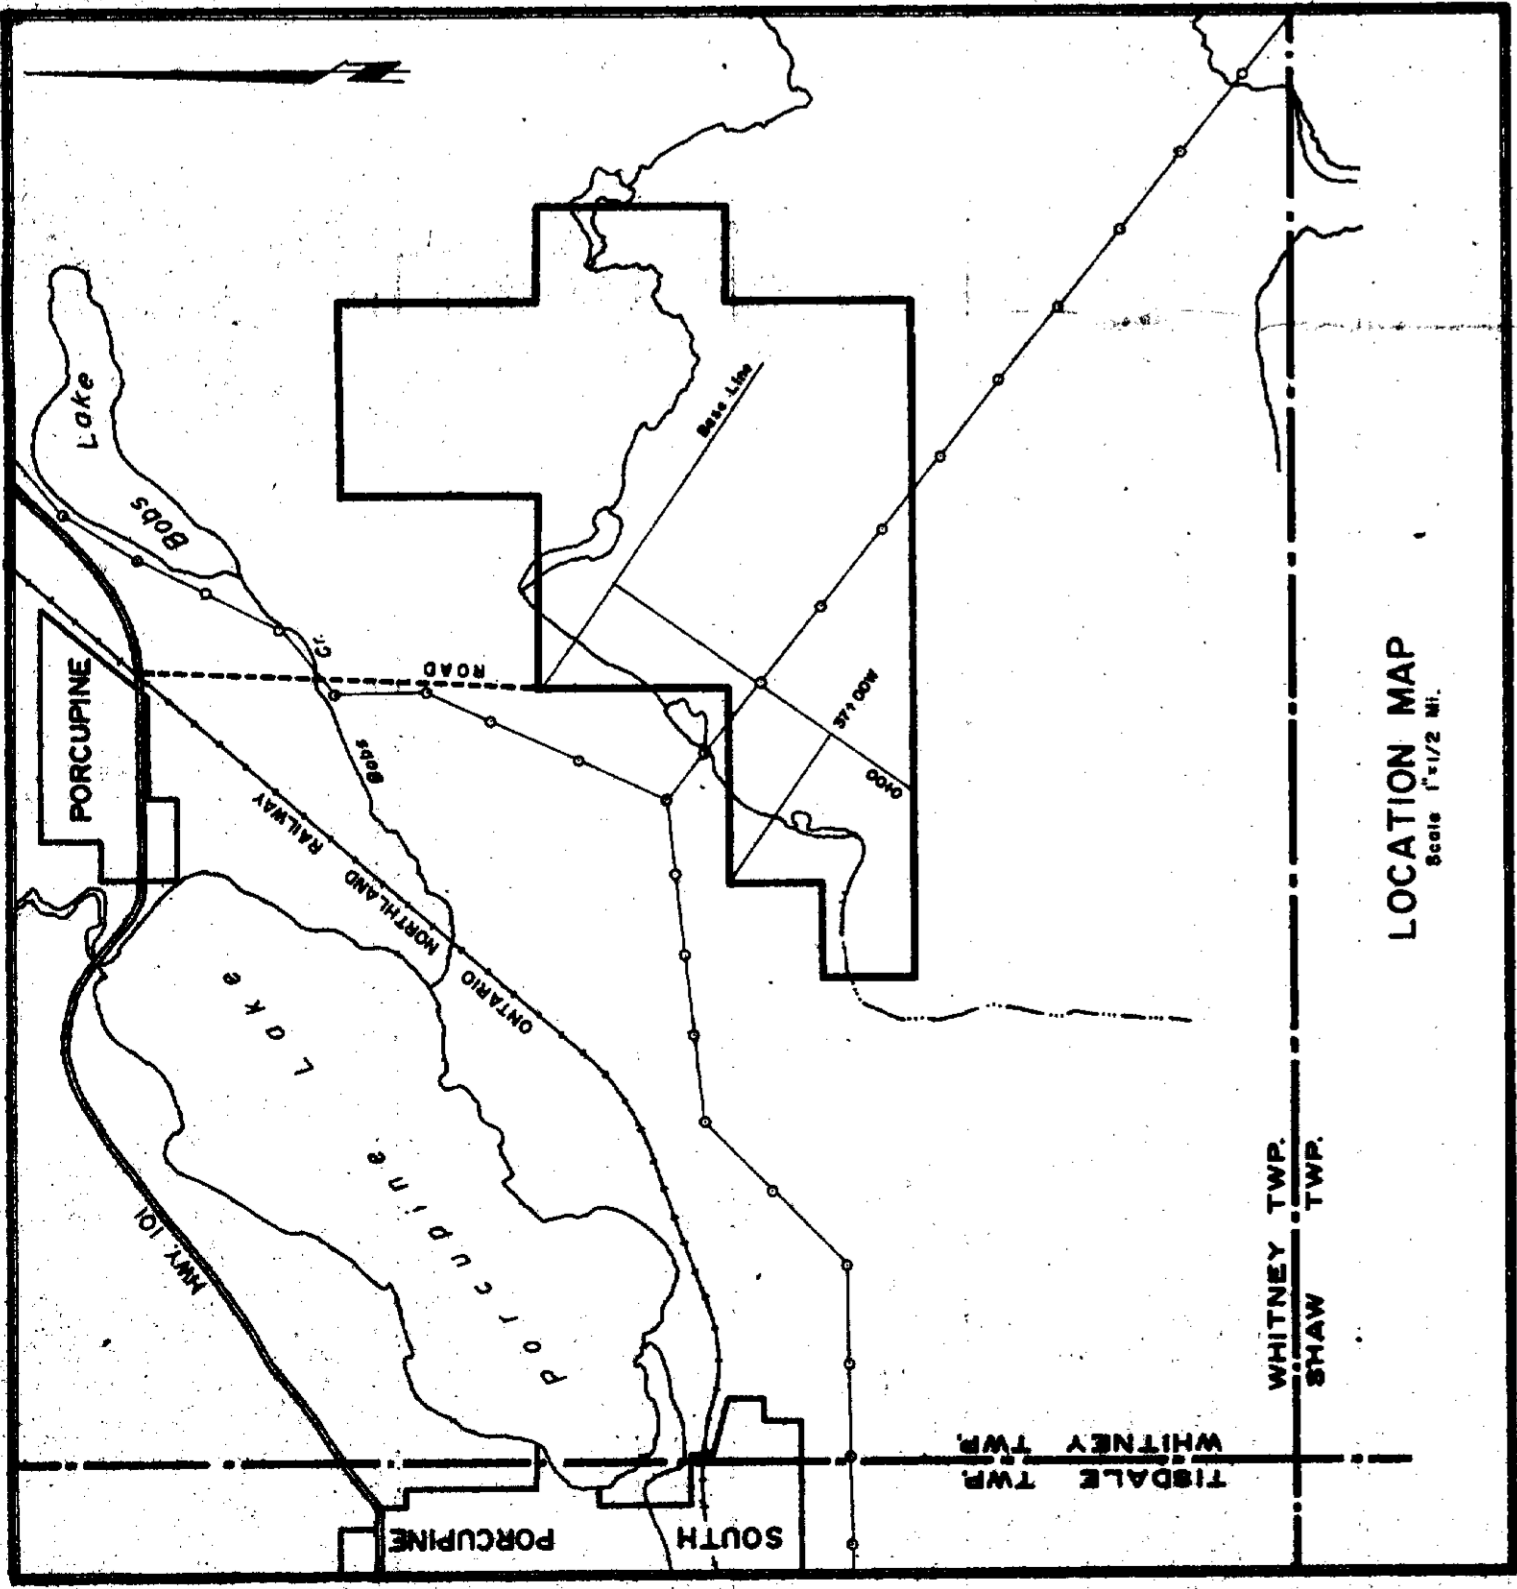 Bobs Lake
PORCUPINE
Bobs Cr.
ROAD
ONTARIO NORTHLAND RAILWAY
HWY. 101
Porcupine Lake
Base Line
37+00W
0+00
SOUTH
PORCUPINE
WHITNEY TWP.
TISDALE TWP.
WHITNEY TWP.
SHAW TWP.
LOCATION MAP
Scale 1"=1/2 Mi.
N